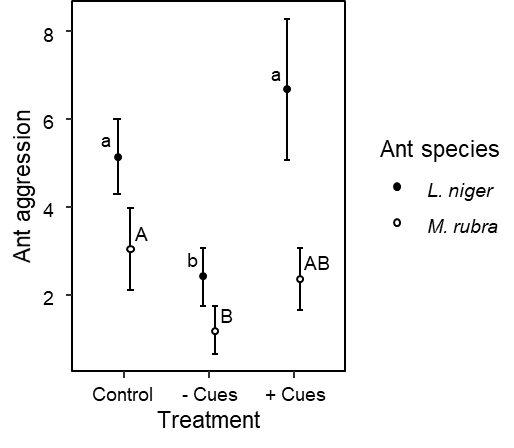 8
6
4
2
Ant aggression
a
A
b
B
a
AB
Control
- Cues
+ Cues
Treatment
Ant species
L. niger
M. rubra